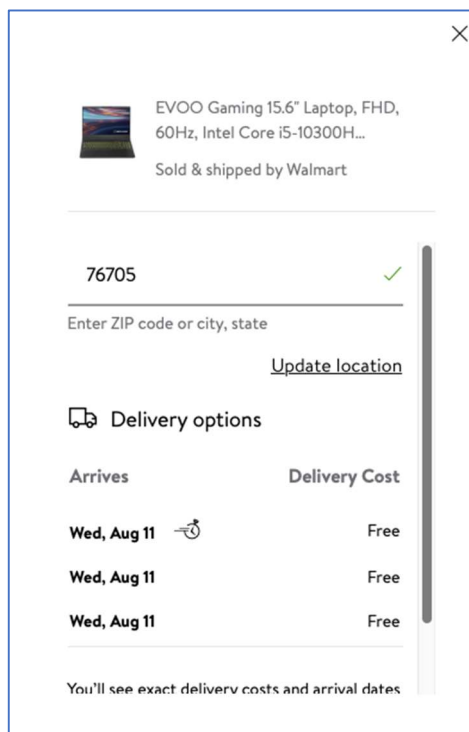 EVOO Gaming 15.6" Laptop, FHD,
60Hz, Intel Core i5-10300H...
Sold & shipped by Walmart
76705
Enter ZIP code or city, state
Update location
Delivery options
Arrives Delivery Cost
Wed, Aug 11 Free
Wed, Aug 11 Free
Wed, Aug 11 Free
You'll see exact delivery costs and arrival dates